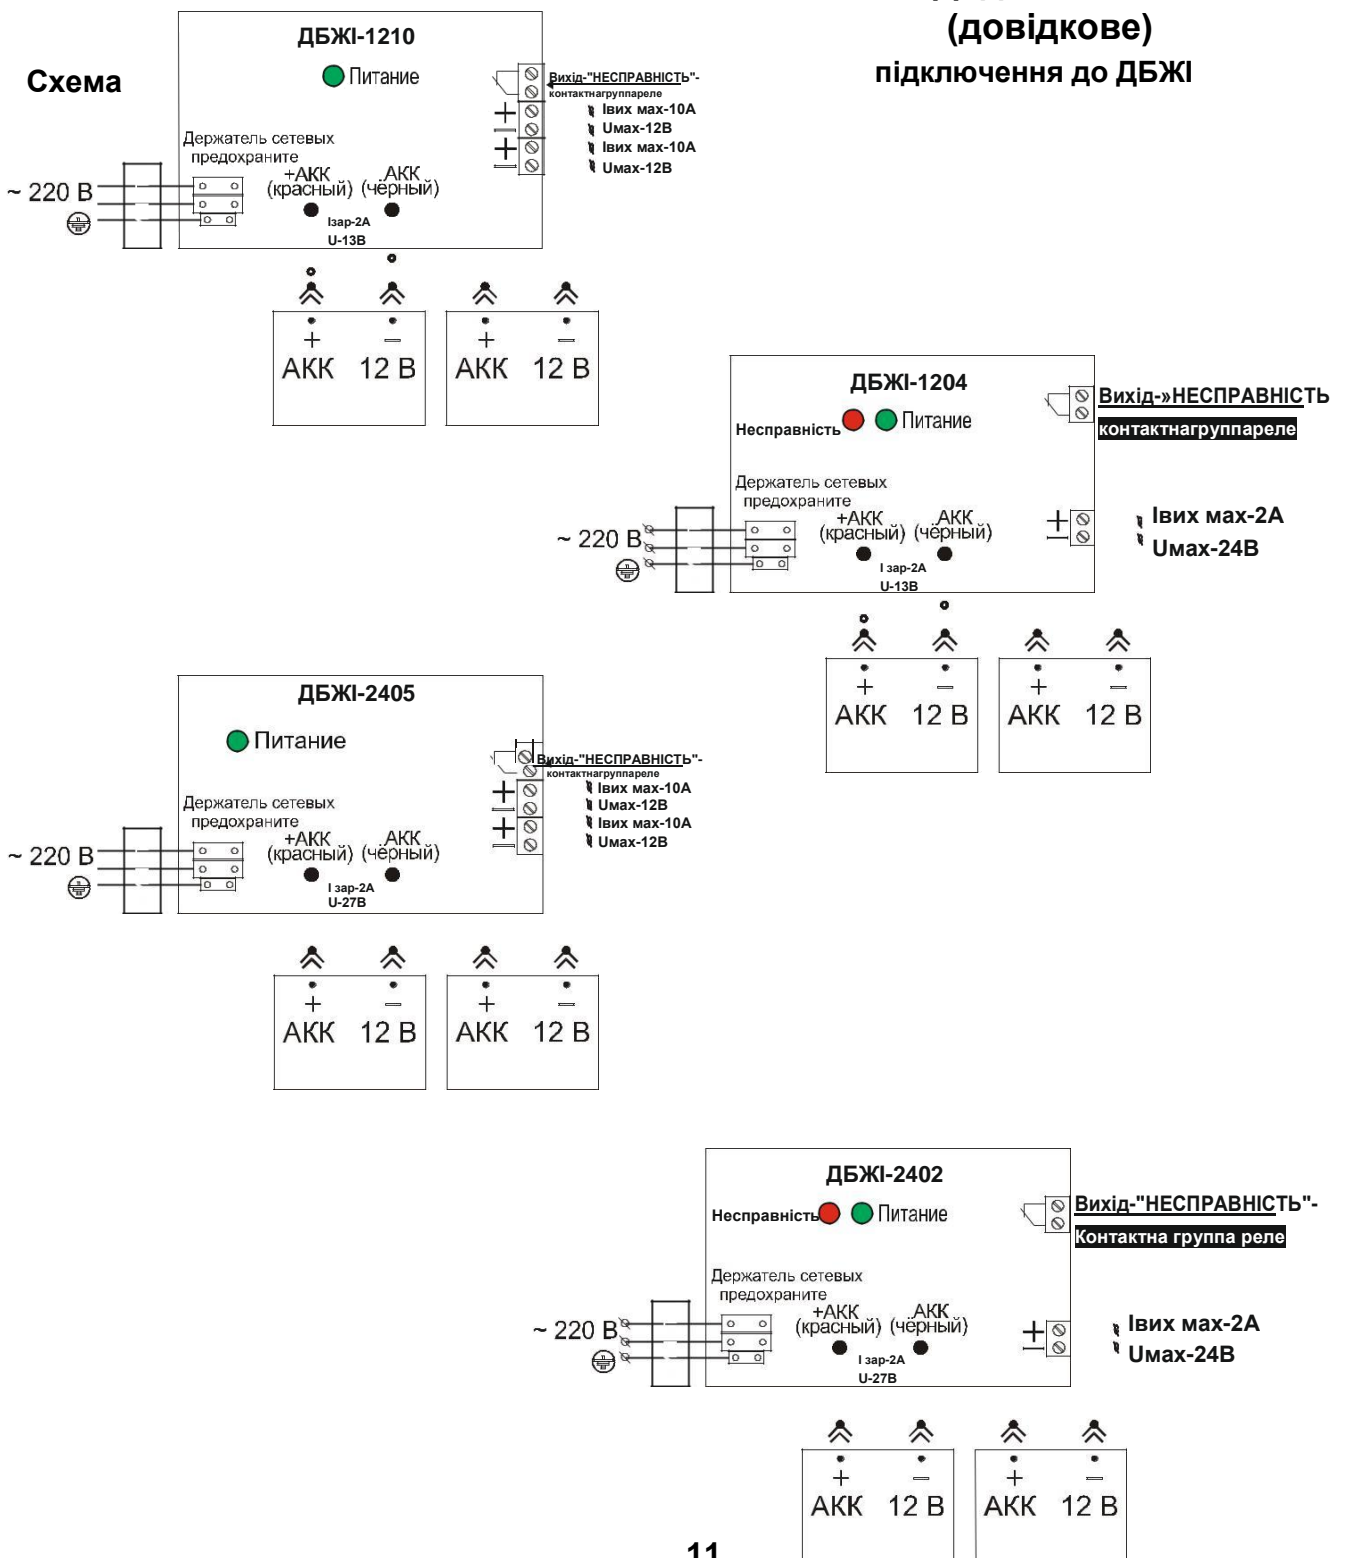 (довідкове)
Схема
підключення до ДБЖІ
ДБЖІ-1210
Питание
Вихід-"НЕСПРАВНІСТЬ"-
контактнагруппареле
Івих мах-10А
Uмах-12В
Івих мах-10А
Uмах-12В
Держатель сетевых
предохраните
~ 220 В
+АКК
(красный)
.АКК
(чёрный)
Ізар-2А
U-13В
+
−
АКК 12 В
+
−
АКК 12 В
ДБЖІ-1204
Несправність
Питание
Вихід-»НЕСПРАВНІСТЬ
контактнагруппареле
Держатель сетевых
предохраните
~ 220 В
+АКК
(красный)
.АКК
(чёрный)
І зар-2А
U-13В
Івих мах-2А
Uмах-24В
+
−
АКК 12 В
+
−
АКК 12 В
ДБЖІ-2405
Питание
Вихід-"НЕСПРАВНІСТЬ"-
контактнагруппареле
Івих мах-10А
Uмах-12В
Івих мах-10А
Uмах-12В
Держатель сетевых
предохраните
~ 220 В
+АКК
(красный)
.АКК
(чёрный)
І зар-2А
U-27В
+
−
АКК 12 В
+
−
АКК 12 В
ДБЖІ-2402
Несправність
Питание
Вихід-"НЕСПРАВНІСТЬ"-
Контактна группа реле
Держатель сетевых
предохраните
~ 220 В
+АКК
(красный)
.АКК
(чёрный)
І зар-2А
U-27В
Івих мах-2А
Uмах-24В
+
−
АКК 12 В
+
−
АКК 12 В
11